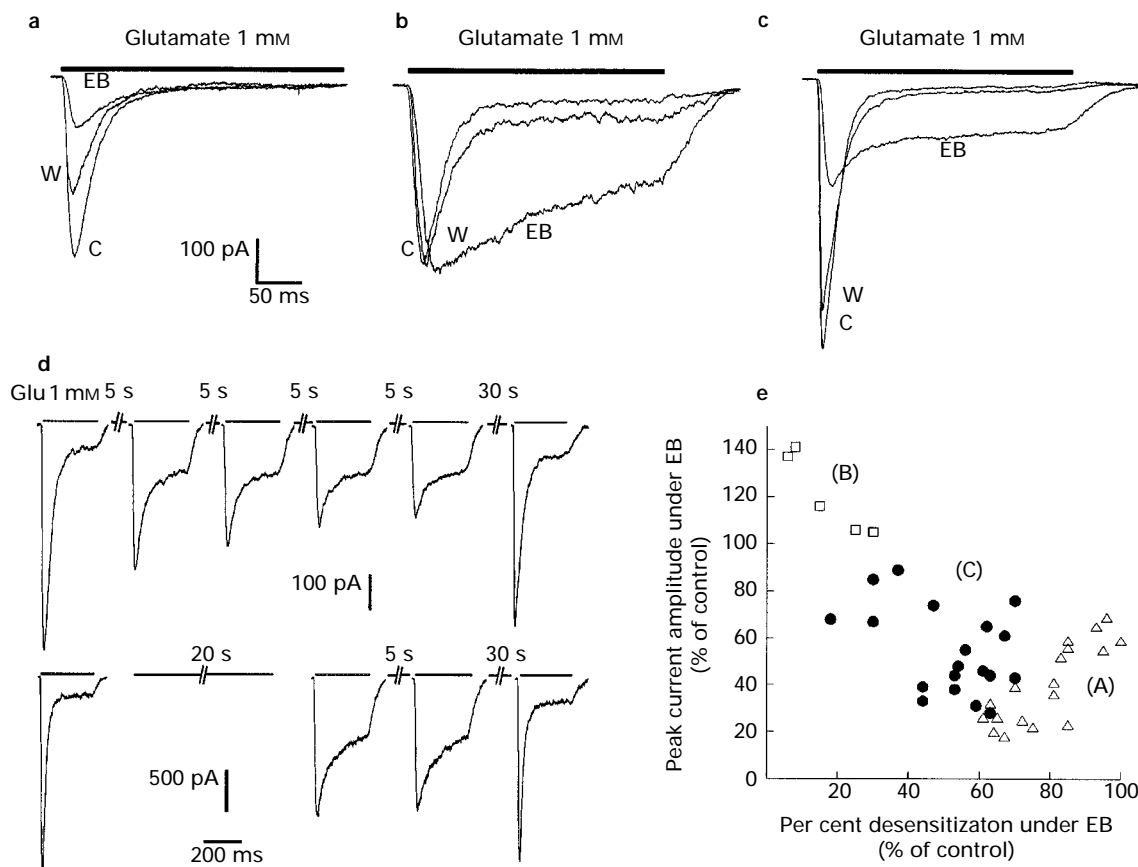 a
b
c
Glutamate 1 mM
Glutamate 1 mM
Glutamate 1 mM
EB
W
C
100 pA
50 ms
C
W
EB
EB
W
C
d
Glu 1 mM 5 s 5 s 5 s 5 s 30 s
100 pA
20 s 5 s 30 s
500 pA
200 ms
e
Peak current amplitude under EB
(% of control)
140
120
100
80
60
40
20
0
(B)
(C)
(A)
0 20 40 60 80 100
Per cent desensitizaton under EB
(% of control)